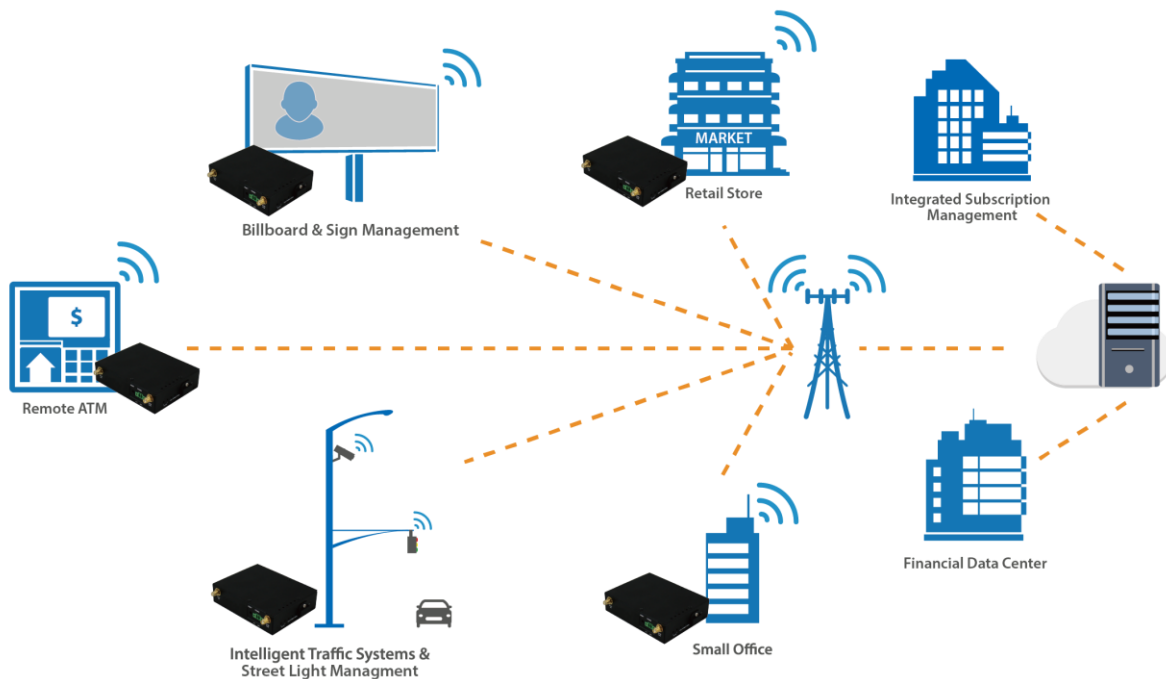 MARKET
Retail Store
Integrated Subscription
Management
Billboard & Sign Management
$
Remote ATM
Financial Data Center
Intelligent Traffic Systems &
Street Light Managment
Small Office